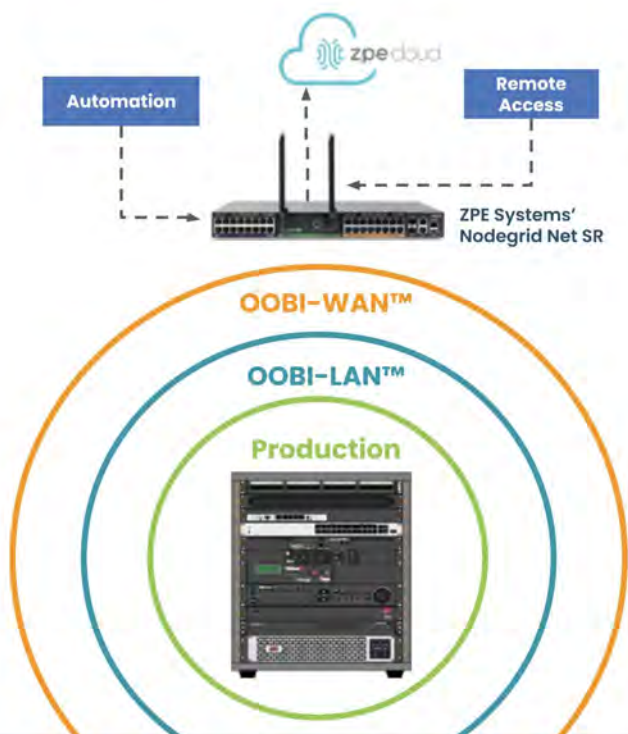 zpe cloud
Automation
Remote
Access
ZPE Systems'
Nodegrid Net SR
OOBI-WAN™
OOBI-LAN™
Production